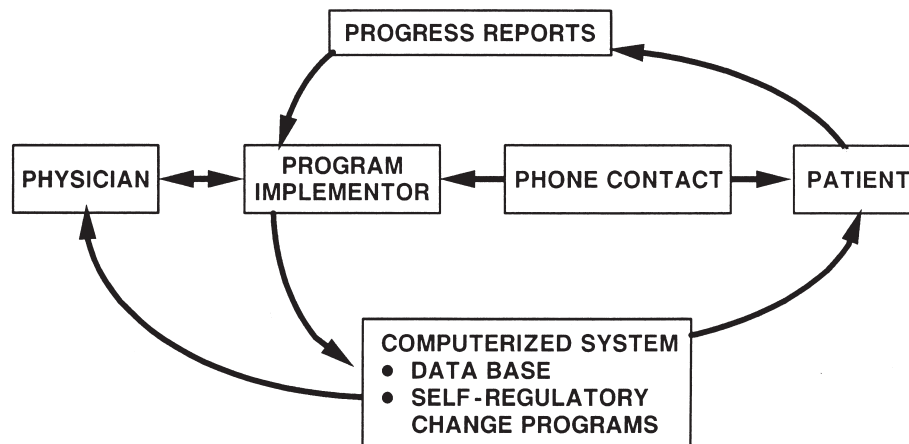 PROGRESS REPORTS
PHYSICIAN
PROGRAM
IMPLEMENTOR
PHONE CONTACT
PATIENT
COMPUTERIZED SYSTEM
● DATA BASE
● SELF-REGULATORY
CHANGE PROGRAMS